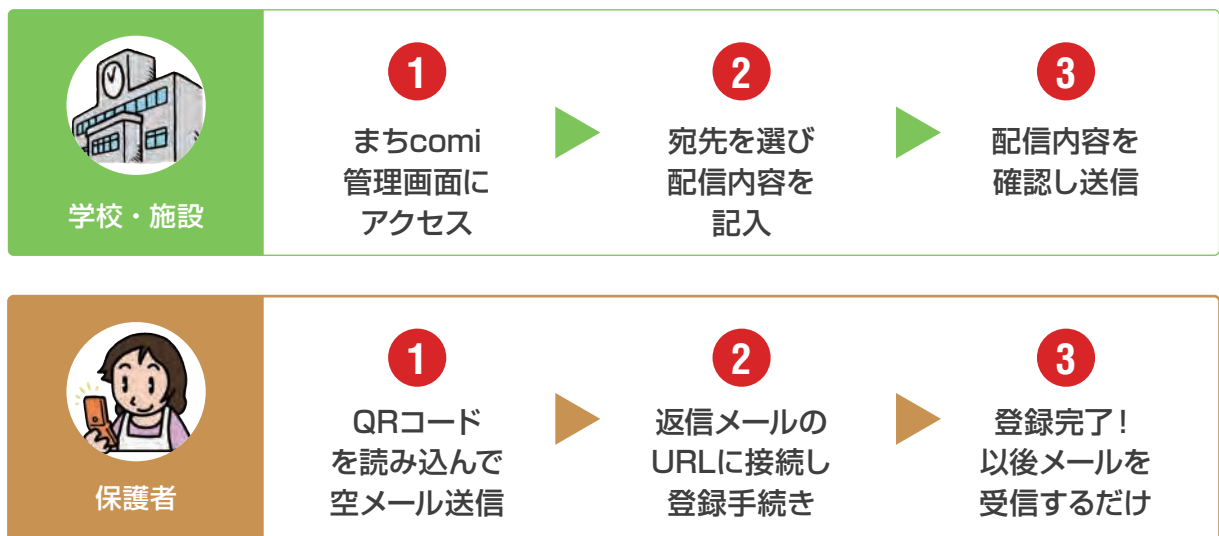 学校・施設
1
まちcomi
管理画面に
アクセス
2
宛先を選び
配信内容を
記入
3
配信内容を
確認し送信
保護者
1
QRコード
を読み込んで
空メール送信
2
返信メールの
URLに接続し
登録手続き
3
登録完了!
以後メールを
受信するだけ